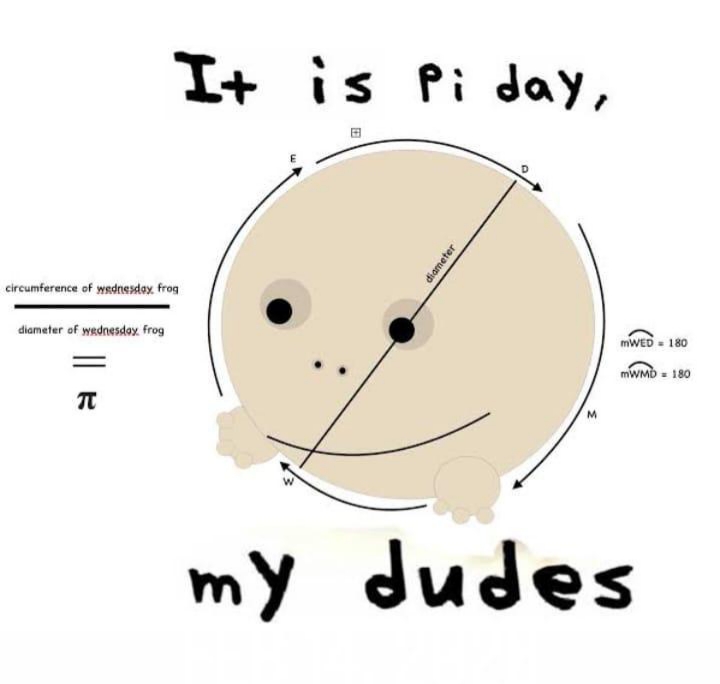 It is Pi day,
E
D
diameter
circumference of wednesday frog
diameter of wednesday frog
=
π
mWED = 180
mWMD = 180
M
W
my dudes